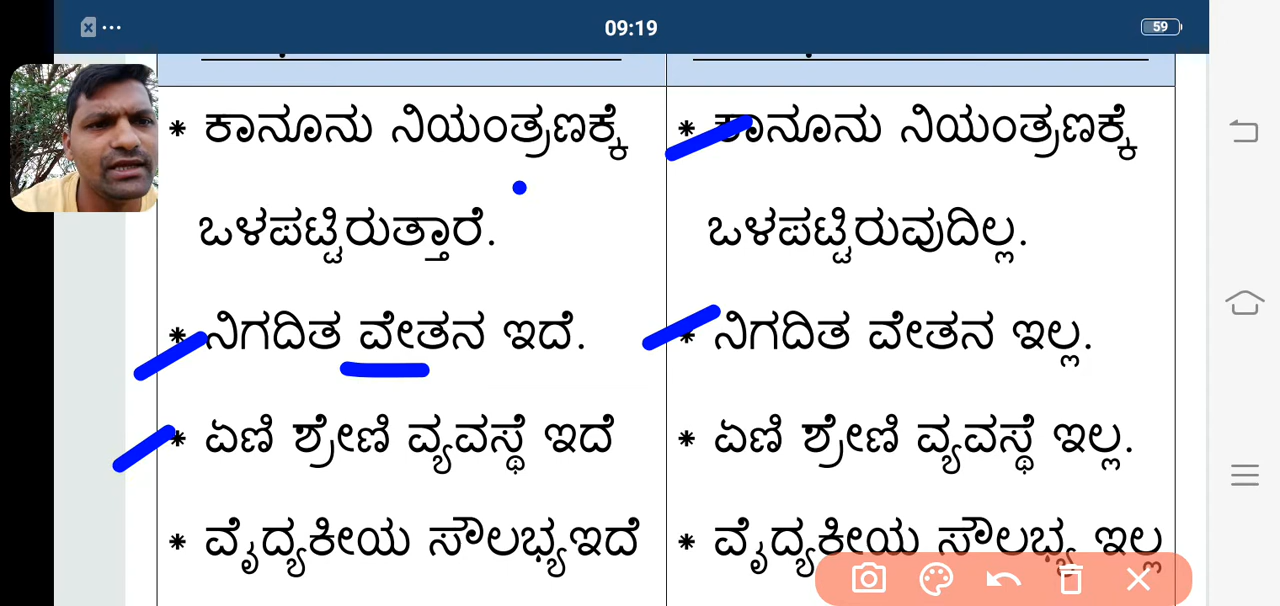 09:19
59
* ಕಾನೂನು ನಿಯಂತ್ರಣಕ್ಕೆ
ಒಳಪಟ್ಟಿರುತ್ತಾರೆ.
* ನಿಗದಿತ ವೇತನ ಇದೆ.
* ಏಣಿ ಶ್ರೇಣಿ ವ್ಯವಸ್ಥೆ ಇದೆ
* ವೈದ್ಯಕೀಯ ಸೌಲಭ್ಯಇದೆ
* ಕಾನೂನು ನಿಯಂತ್ರಣಕ್ಕೆ
ಒಳಪಟ್ಟಿರುವುದಿಲ್ಲ.
* ನಿಗದಿತ ವೇತನ ಇಲ್ಲ.
* ಏಣಿ ಶ್ರೇಣಿ ವ್ಯವಸ್ಥೆ ಇಲ್ಲ.
* ವೈದ್ಯಕೀಯ ಸೌಲಭ್ಯ ಇಲ್ಲ